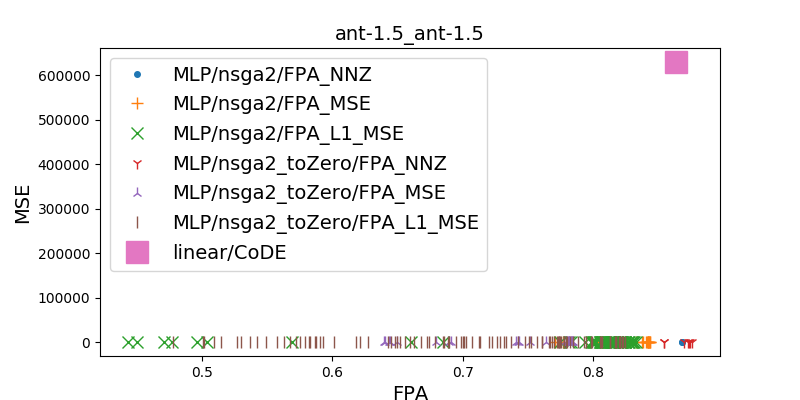 ant-1.5_ant-1.5
MSE
600000
500000
400000
300000
200000
100000
0
MLP/nsga2/FPA_NNZ
MLP/nsga2/FPA_MSE
MLP/nsga2/FPA_L1_MSE
MLP/nsga2_toZero/FPA_NNZ
MLP/nsga2_toZero/FPA_MSE
MLP/nsga2_toZero/FPA_L1_MSE
linear/CoDE
0.5 0.6 0.7 0.8
FPA